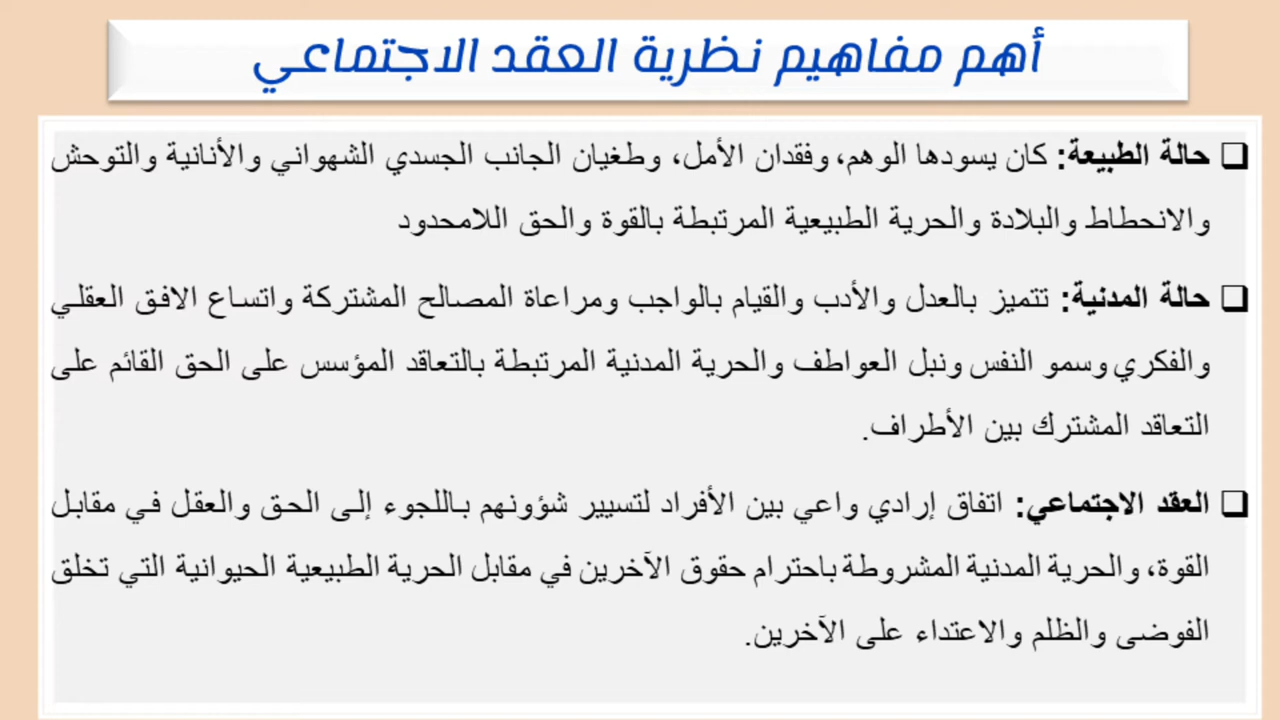 أهم مفاهيم نظرية العقد الاجتماعي
❑ حالة الطبيعة: كان يسودها الوهم، وفقدان الأمل، وطغيان الجانب الجسدي الشهواني والأنانية والتوحش
والانحطاط والبلادة والحرية الطبيعية المرتبطة بالقوة والحق اللامحدود
❑ حالة المدنية: تتميز بالعدل والأدب والقيام بالواجب ومراعاة المصالح المشتركة واتساع الافق العقلي
والفكري وسمو النفس ونبل العواطف والحرية المدنية المرتبطة بالتعاقد المؤسس على الحق القائم على
التعاقد المشترك بين الأطراف.
❑ العقد الاجتماعي: اتفاق إرادي واعي بين الأفراد لتسيير شؤونهم باللجوء إلى الحق والعقل في مقابل
القوة، والحرية المدنية المشروطة باحترام حقوق الآخرين في مقابل الحرية الطبيعية الحيوانية التي تخلق
الفوضى والظلم والاعتداء على الآخرين.